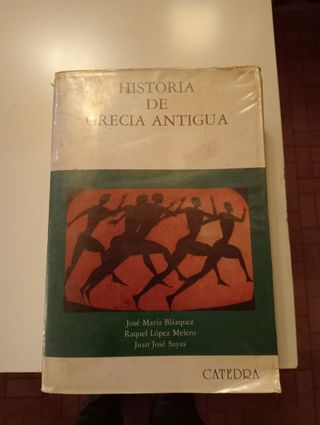 HISTORIA
DE
GRECIA ANTIGUA
José María Blázquez
Raquel López Melero
Juan José Sayas
CATEDRA